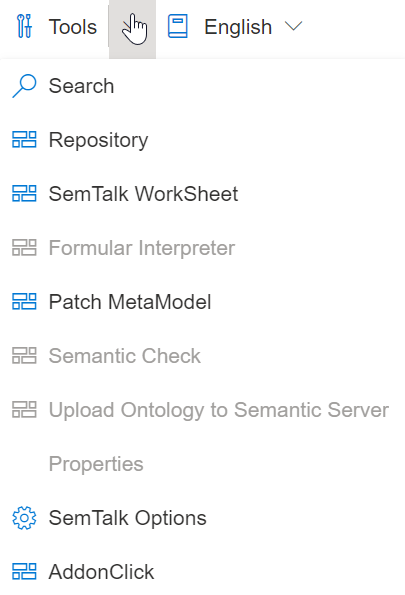 Tools English
Search
Repository
SemTalk WorkSheet
Formular Interpreter
Patch MetaModel
Semantic Check
Upload Ontology to Semantic Server
Properties
SemTalk Options
AddonClick